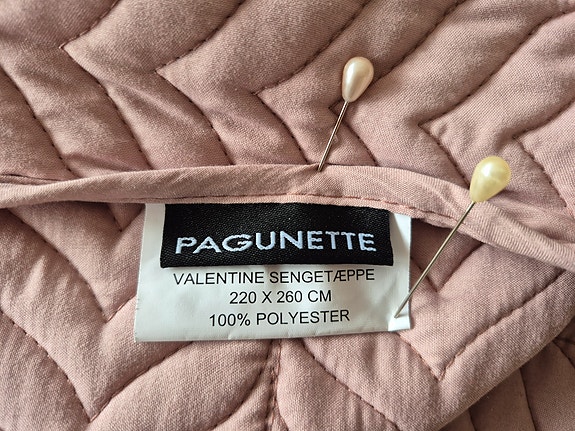 PAGUNETTE
VALENTINE SENGETÆPPE
220 X 260 CM
100% POLYESTER